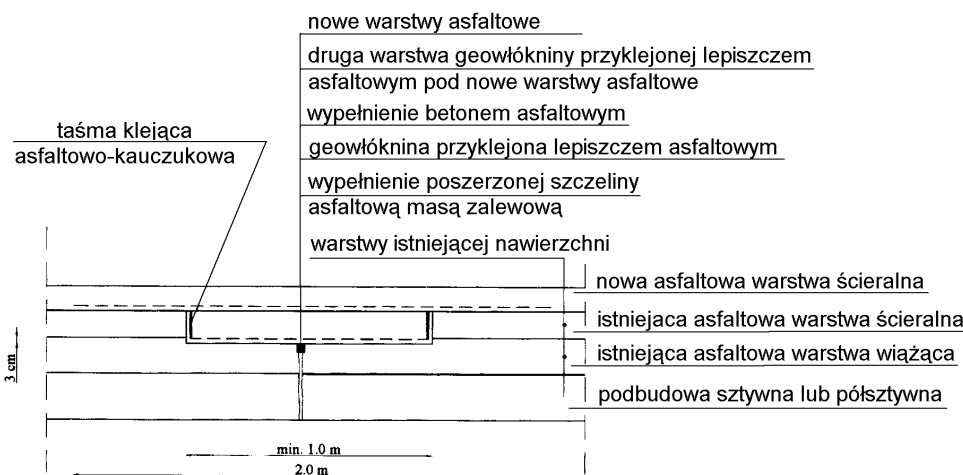 nowe warstwy asfaltowe
druga warstwa geowłókniny przyklejonej lepiszczem
asfaltowym pod nowe warstwy asfaltowe
wypełnienie betonem asfaltowym
taśma klejąca
asfaltowo-kauczukowa
geowłóknina przyklejona lepiszczem asfaltowym
wypełnienie poszerzonej szczeliny
asfaltową masą zalewową
warstwy istniejącej nawierzchni
nowa asfaltowa warstwa ścieralna
istniejaca asfaltowa warstwa ścieralna
istniejąca asfaltowa warstwa wiążąca
3 cm
podbudowa sztywna lub półsztywna
min. 1.0 m
2.0 m